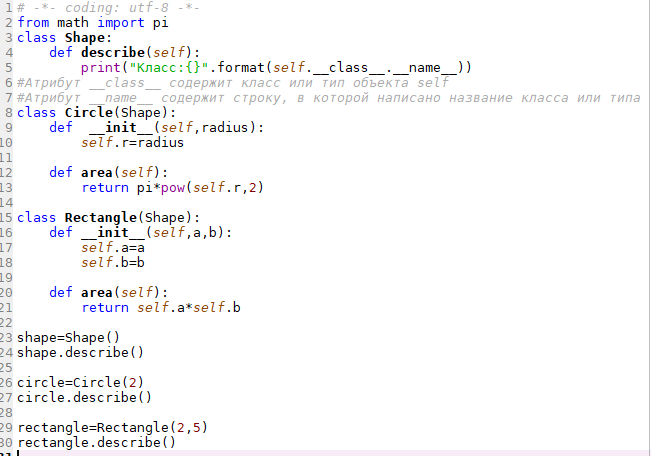 1 # -*- coding: utf-8 -*-
2 from math import pi
3 class Shape:
4     def describe(self):
5         print("Класс:{}".format(self.__class__.__name__))
6 #Атрибут __class__ содержит класс или тип объекта self
7 #Атрибут __name__ содержит строку, в которой написано название класса или типа
8 class Circle(Shape):
9     def  __init__(self,radius):
10         self.r=radius
11
12     def area(self):
13         return pi*pow(self.r,2)
14
15 class Rectangle(Shape):
16     def __init__(self,a,b):
17         self.a=a
18         self.b=b
19
20     def area(self):
21         return self.a*self.b
22
23 shape=Shape()
24 shape.describe()
25
26 circle=Circle(2)
27 circle.describe()
28
29 rectangle=Rectangle(2,5)
30 rectangle.describe()